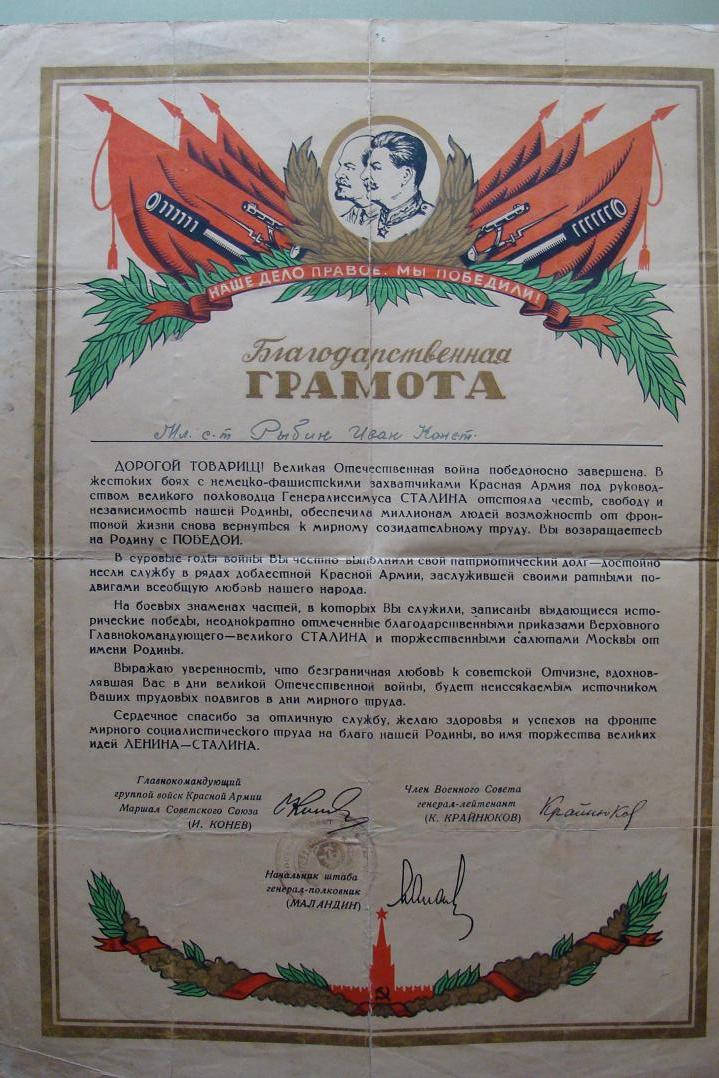 НАШЕ ДЕЛО ПРАВОЕ. МЫ ПОБЕДИЛИ!
Благодарственная
ГРАМОТА
Мл. с-т Рыбин Иван Конст.
ДОРОГОЙ ТОВАРИЩ! Великая Отечественная война победоносно завершена. В
жестоких боях с немецко-фашистскими захватчиками Красная Армия под руковод-
ством великого полководца Генералиссимуса СТАЛИНА отстояла честь, свободу и
независимость нашей Родины, обеспечила миллионам людей возможность от фрон-
товой жизни снова вернуться к мирному созидательному труду. Вы возвращаетесь
на Родину с ПОБЕДОЙ.
В суровые годы войны Вы честно выполнили свой патриотический долг—достойно
несли службу в рядах доблестной Красной Армии, заслужившей своими ратными по-
двигами всеобщую любовь нашего народа.
На боевых знаменах частей, в которых Вы служили, записаны выдающиеся исто-
рические победы, неоднократно отмеченные благодарственными приказами Верховного
Главнокомандующего—великого СТАЛИНА и торжественными салютами Москвы от
имени Родины.
Выражаю уверенность, что безграничная любовь к советской Отчизне, вдохнов-
лявшая Вас в дни великой Отечественной войны, будет неиссякаемым источником
Ваших трудовых подвигов в дни мирного труда.
Сердечное спасибо за отличную службу, желаю здоровья и успехов на фронте
мирного социалистического труда на благо нашей Родины, во имя торжества великих
идей ЛЕНИНА—СТАЛИНА.
Главнокомандующий
группой войск Красной Армии
Маршал Советского Союза
(И. КОНЕВ)
Член Военного Совета
генерал-лейтенант
(К. КРАЙНЮКОВ)
Крайнюков
Начальник штаба
генерал-полковник
(МАЛАНДИН)